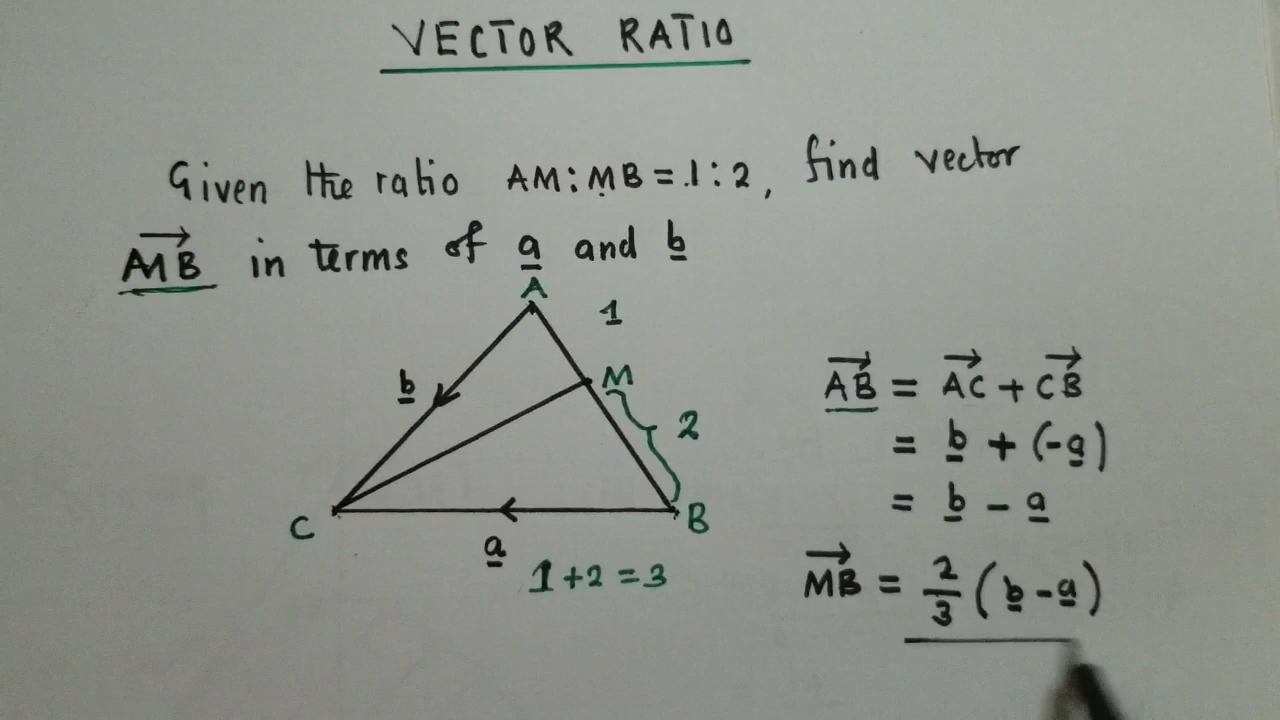 VECTOR RATIO
Given the ratio AM:MB = 1:2, find vector
MB in terms of a and b
A
1
b
M
2
C
B
a
1+2=3
AB = AC + CB
= b + (-a)
= b - a
MB = 2/3 (b - a)